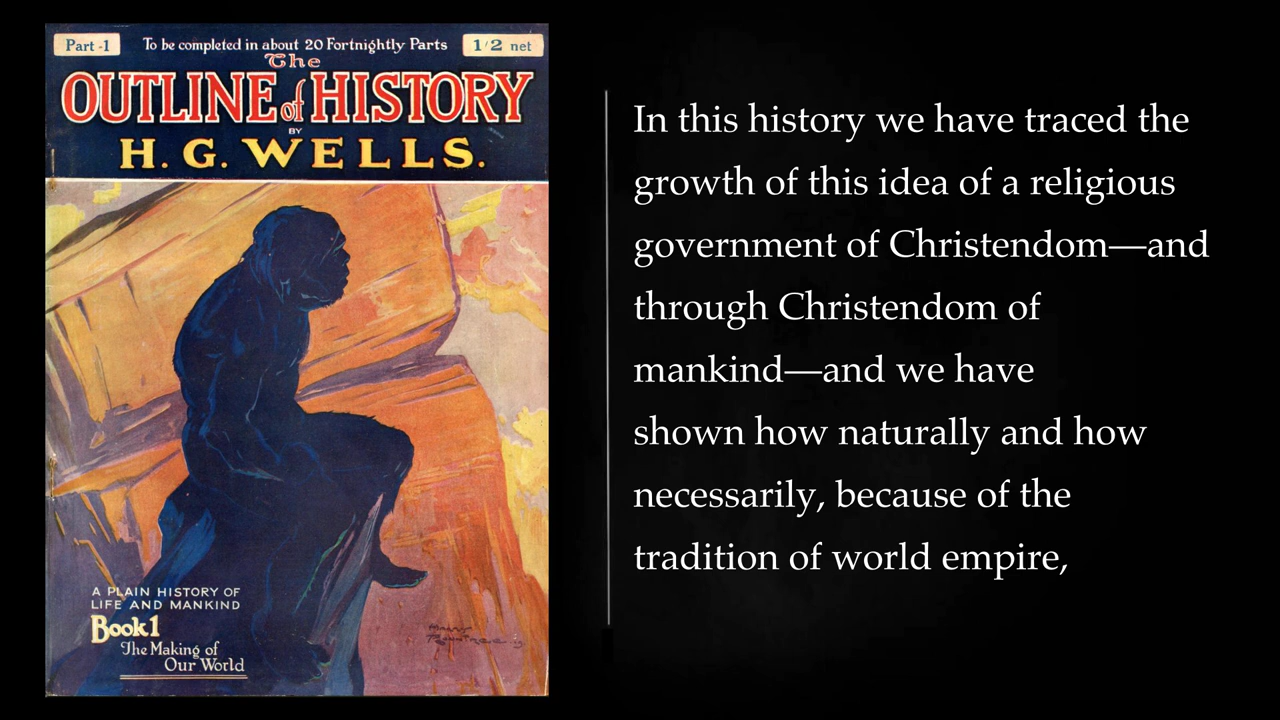 Part -1
To be completed in about 20 Fortnightly Parts
1/2 net
The
OUTLINE of HISTORY
BY
H. G. WELLS.
A PLAIN HISTORY OF
LIFE AND MANKIND
Book 1
The Making of
Our World
In this history we have traced the
growth of this idea of a religious
government of Christendom—and
through Christendom of
mankind—and we have
shown how naturally and how
necessarily, because of the
tradition of world empire,